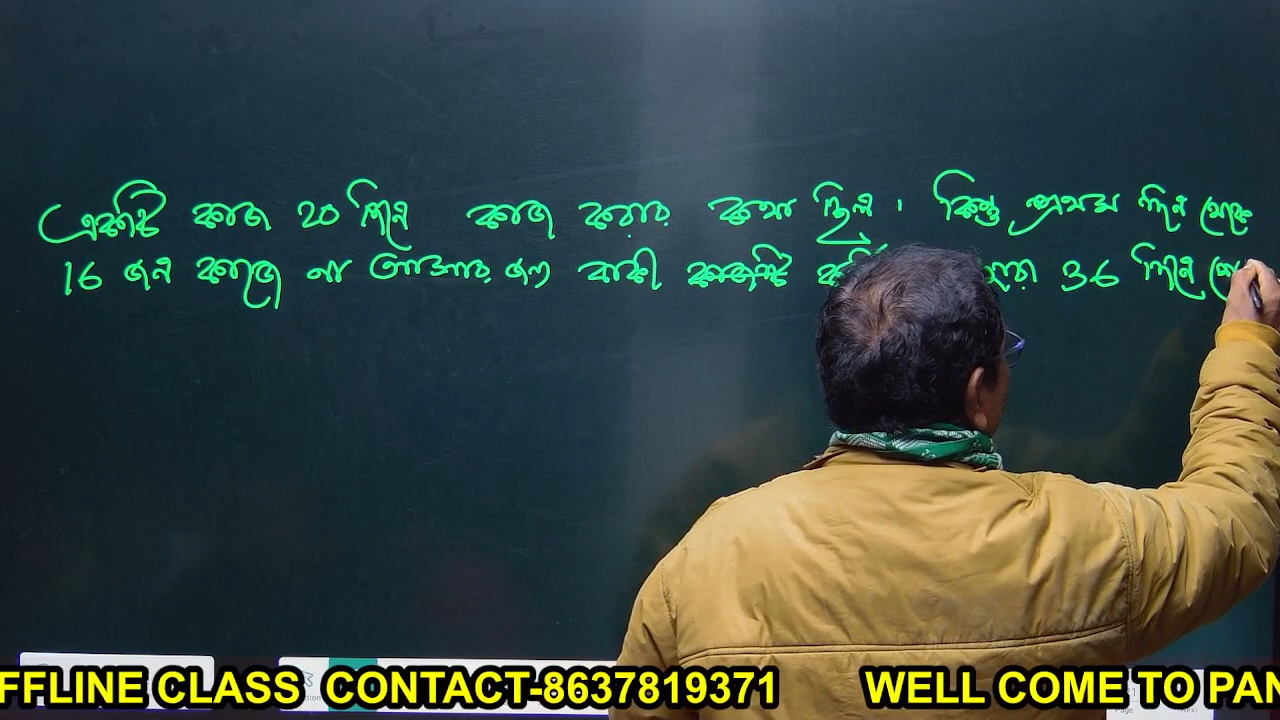 একটি কাজ 20 দিনে কাজ করার কথা ছিল। কিন্তু প্রথম দিন থেকে
16 জন কাজে না আসার জন্য বাকী কাজটি 36 দিনে
FFLINE CLASS CONTACT-8637819371 WELL COME TO PAN